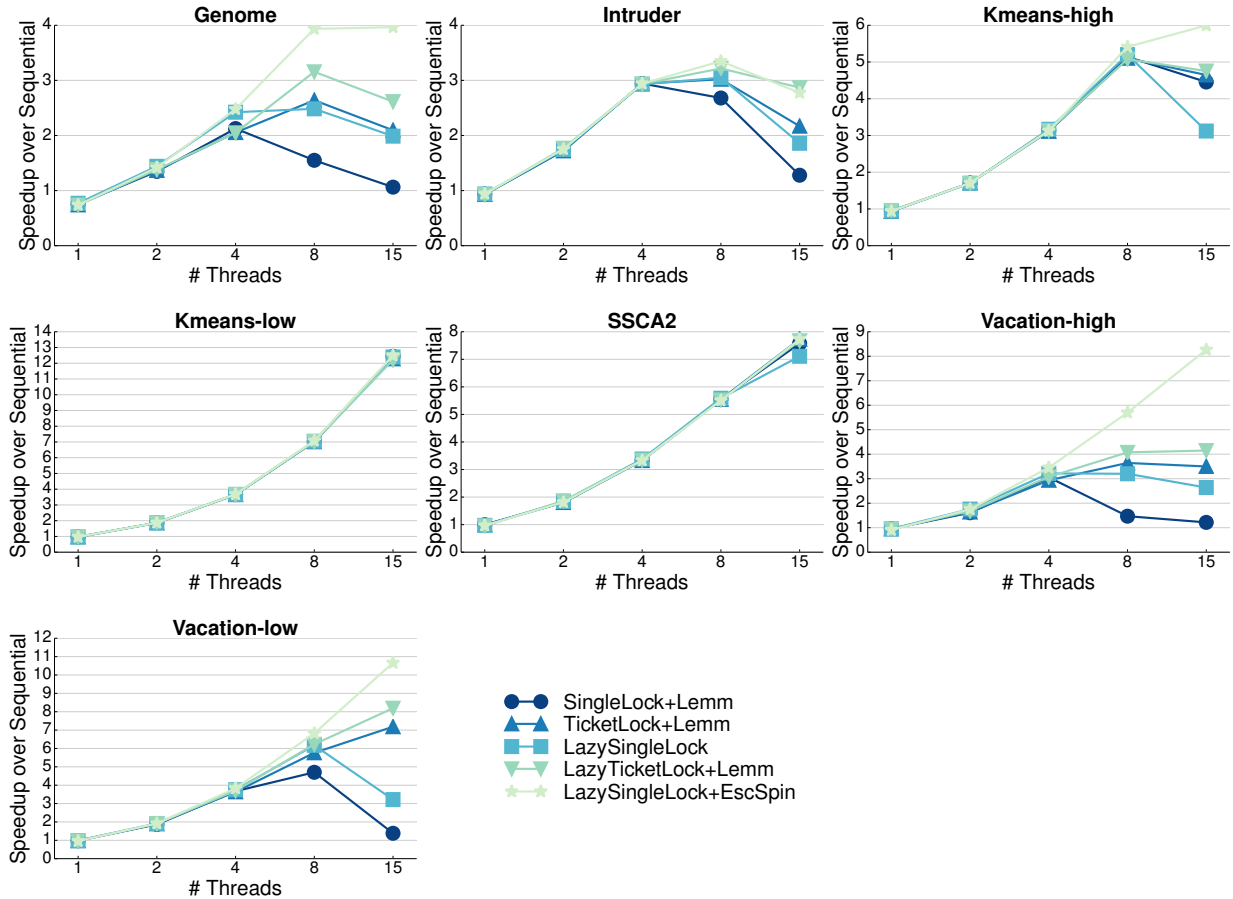 Genome
Speedup over Sequential
4
3
2
1
0
1 2 4 8 15
# Threads
Intruder
Speedup over Sequential
4
3
2
1
0
1 2 4 8 15
# Threads
Kmeans-high
Speedup over Sequential
6
5
4
3
2
1
0
1 2 4 8 15
# Threads
Kmeans-low
Speedup over Sequential
14
13
12
11
10
9
8
7
6
5
4
3
2
1
0
1 2 4 8 15
# Threads
SSCA2
Speedup over Sequential
8
7
6
5
4
3
2
1
0
1 2 4 8 15
# Threads
Vacation-high
Speedup over Sequential
9
8
7
6
5
4
3
2
1
0
1 2 4 8 15
# Threads
Vacation-low
Speedup over Sequential
12
11
10
9
8
7
6
5
4
3
2
1
0
1 2 4 8 15
# Threads
SingleLock+Lemm
TicketLock+Lemm
LazySingleLock
LazyTicketLock+Lemm
LazySingleLock+EscSpin